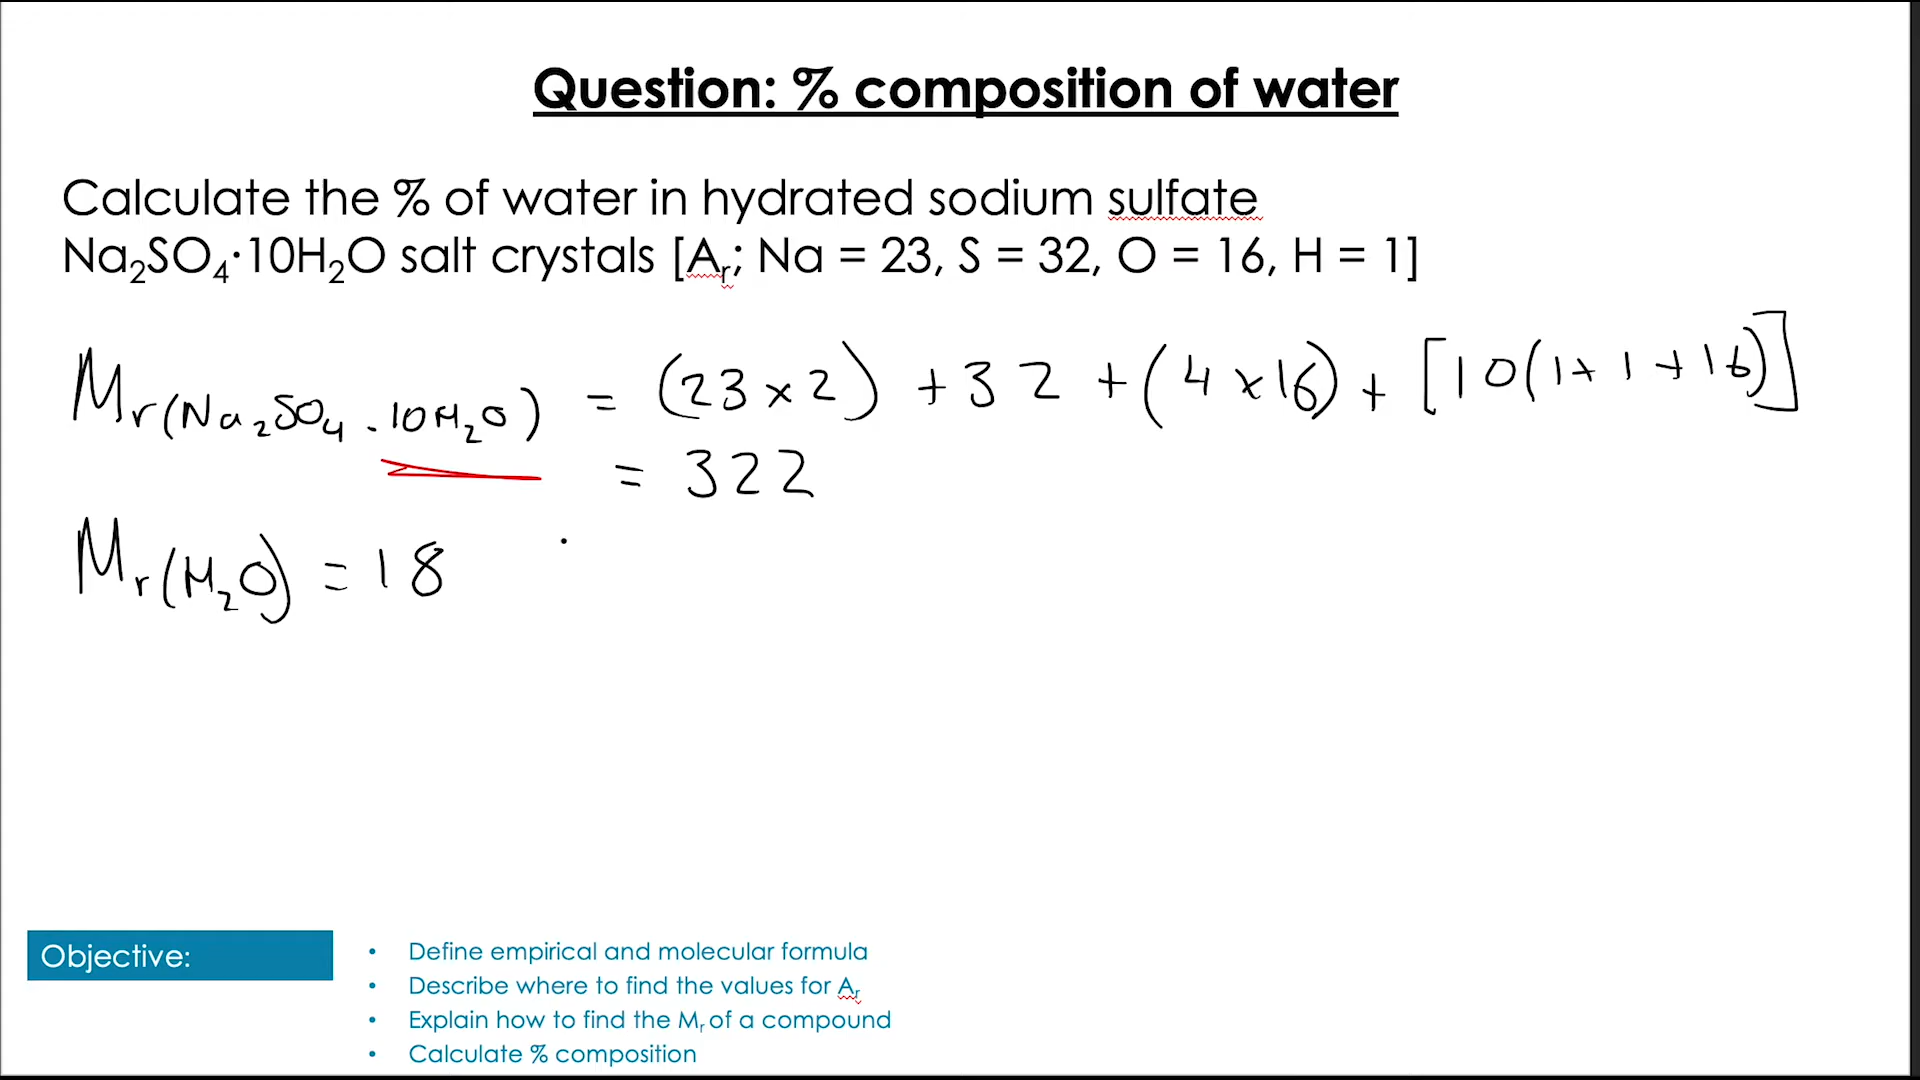 Question: % composition of water
Calculate the % of water in hydrated sodium sulfate
Na₂SO₄·10H₂O salt crystals [Aᵣ; Na = 23, S = 32, O = 16, H = 1]
Mᵣ(Na₂SO₄ . 10H₂O) = (23 × 2) + 32 + (4 × 16) + [10(1+1+16)]
= 322
Mᵣ(H₂O) = 18
Objective:
• Define empirical and molecular formula
• Describe where to find the values for Aᵣ
• Explain how to find the Mᵣ of a compound
• Calculate % composition